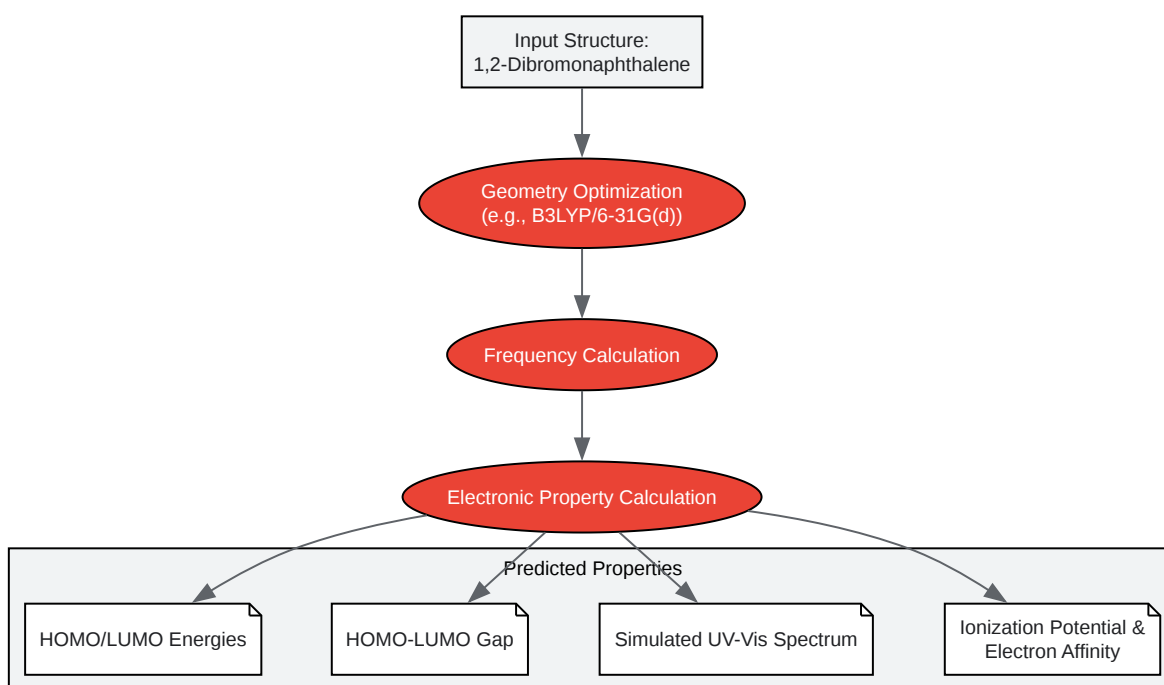 Input Structure:
1,2-Dibromonaphthalene
Geometry Optimization
(e.g., B3LYP/6-31G(d))
Frequency Calculation
Electronic Property Calculation
Predicted Properties
HOMO/LUMO Energies
HOMO-LUMO Gap
Simulated UV-Vis Spectrum
Ionization Potential &
Electron Affinity